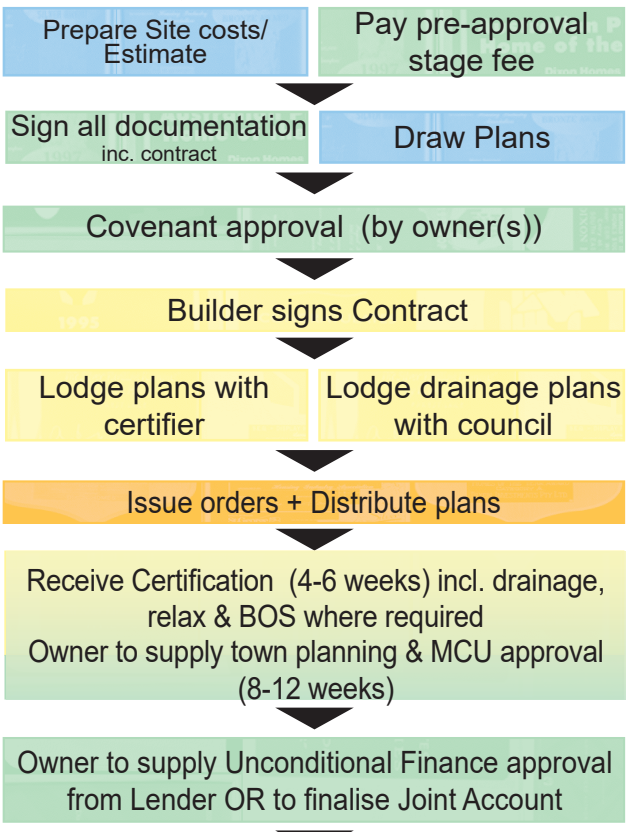 Prepare Site costs/
Estimate
Pay pre-approval
stage fee
Sign all documentation
inc. contract
Draw Plans
Covenant approval (by owner(s))
Builder signs Contract
Lodge plans with
certifier
Lodge drainage plans
with council
Issue orders + Distribute plans
Receive Certification (4-6 weeks) incl. drainage,
relax & BOS where required
Owner to supply town planning & MCU approval
(8-12 weeks)
Owner to supply Unconditional Finance approval
from Lender OR to finalise Joint Account